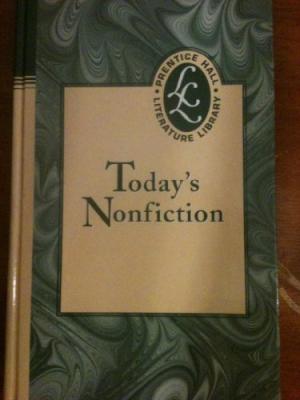 PRENTICE HALL
LL
LITERATURE LIBRARY
Today's
Nonfiction